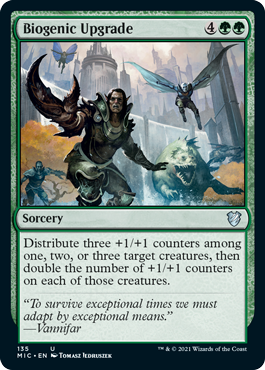 Biogenic Upgrade 4
Sorcery
Distribute three +1/+1 counters among
one, two, or three target creatures, then
double the number of +1/+1 counters
on each of those creatures.
“To survive exceptional times we must
adapt by exceptional means.”
—Vannifar
135 U
MIC • EN Tomasz Jedruszek ™ & © 2021 Wizards of the Coast